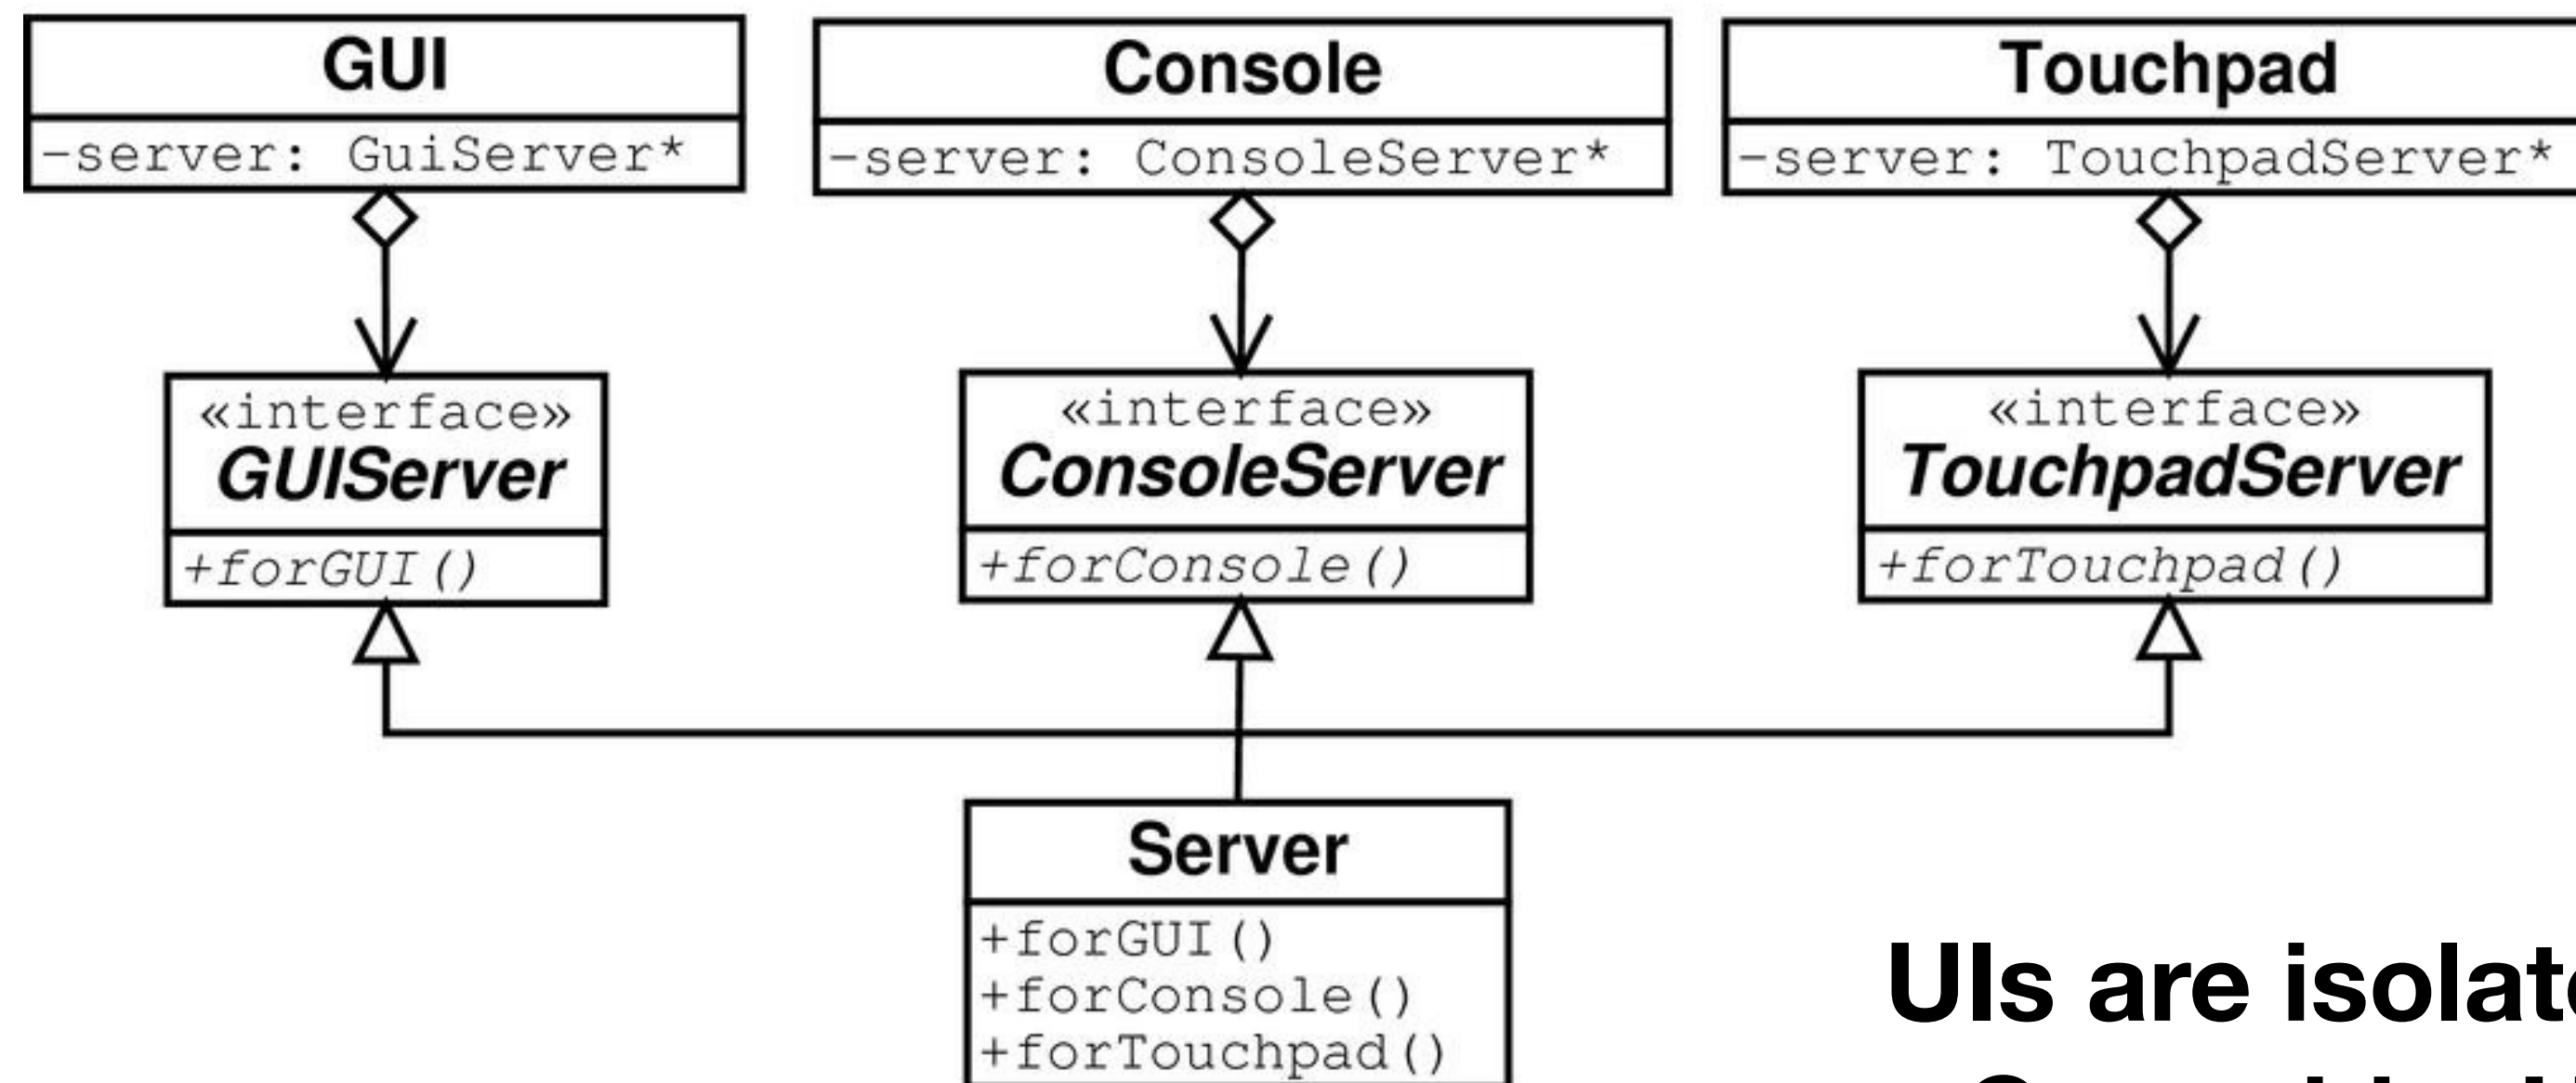 GUI
-server: GuiServer*
Console
-server: ConsoleServer*
Touchpad
-server: TouchpadServer*
«interface»
GUIServer
+forGUI()
«interface»
ConsoleServer
+forConsole()
«interface»
TouchpadServer
+forTouchpad()
Server
+forGUI()
+forConsole()
+forTouchpad()
UIs are